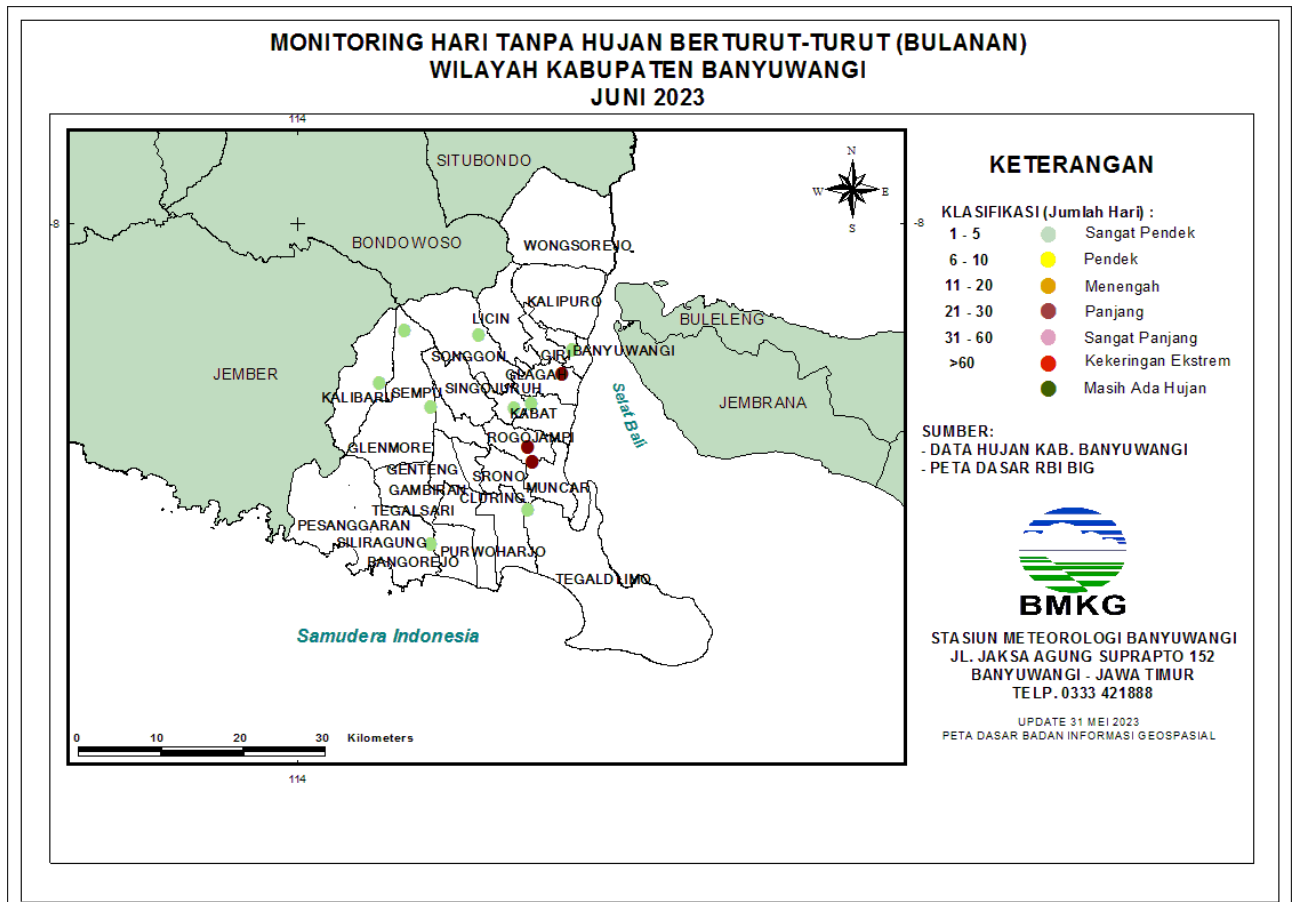 MONITORING HARI TANPA HUJAN BERTURUT-TURUT (BULANAN)
WILAYAH KABUPATEN BANYUWANGI
JUNI 2023
114
-8
-8
SITUBONDO
BONDOWOSO
WONGSOREJO
KALIPURO
BULELENG
LICIN
SONGGON
GIRI
BANYUWANGI
JEMBER
GLAGAH
SINGOJURUH
KALIBARU
SEMPU
KABAT
JEMBRANA
Selat Bali
ROGOJAMPI
GLENMORE
GENTENG
SRONO
GAMBIRAN
MUNCAR
CLURING
TEGALSARI
PESANGGARAN
SILIRAGUNG
PURWOHARJO
BANGOREJO
TEGALDLIMO
Samudera Indonesia
0 10 20 30 Kilometers
114
N
W E
S
KETERANGAN
KLASIFIKASI (Jumlah Hari) :
1 - 5 Sangat Pendek
6 - 10 Pendek
11 - 20 Menengah
21 - 30 Panjang
31 - 60 Sangat Panjang
>60 Kekeringan Ekstrem
Masih Ada Hujan
SUMBER:
- DATA HUJAN KAB. BANYUWANGI
- PETA DASAR RBI BIG
BMKG
STASIUN METEOROLOGI BANYUWANGI
JL. JAKSA AGUNG SUPRAPTO 152
BANYUWANGI - JAWA TIMUR
TELP. 0333 421888
UPDATE 31 MEI 2023
PETA DASAR BADAN INFORMASI GEOSPASIAL